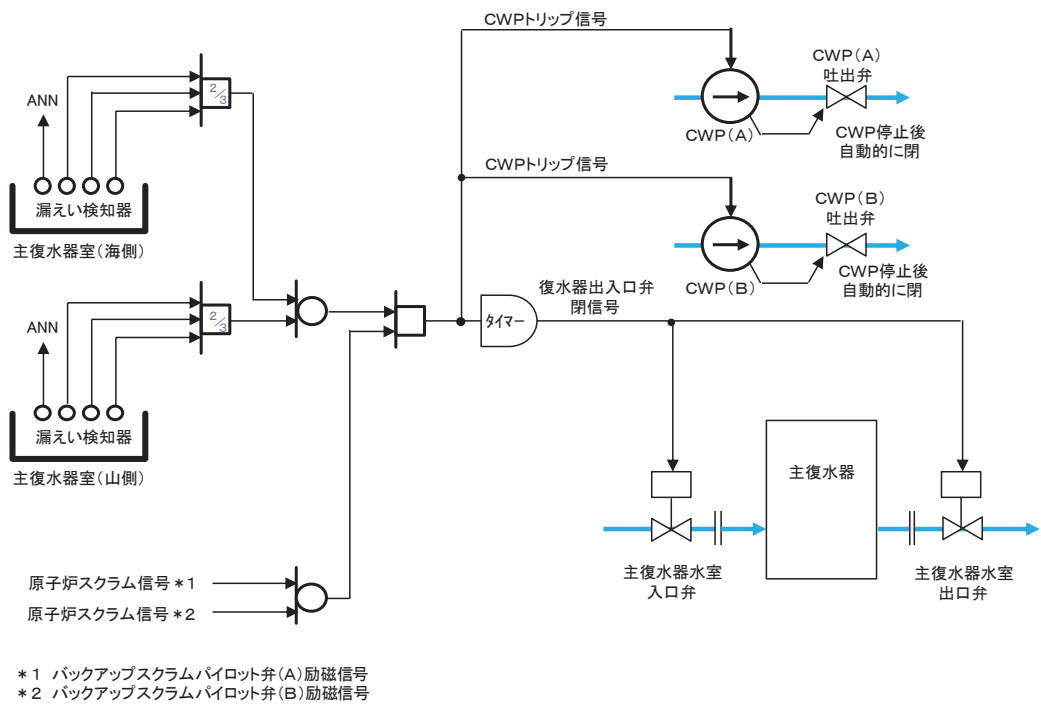 CWPトリップ信号
CWP(A)
吐出弁
ANN
2/3
CWP(A)
CWP停止後
自動的に閉
漏えい検知器
主復水器室(海側)
CWPトリップ信号
CWP(B)
吐出弁
CWP(B)
CWP停止後
自動的に閉
復水器出入口弁
閉信号
ANN
2/3
タイマー
漏えい検知器
主復水器室(山側)
主復水器
主復水器水室
入口弁
主復水器水室
出口弁
原子炉スクラム信号*1
原子炉スクラム信号*2
*1 バックアップスクラムパイロット弁(A)励磁信号
*2 バックアップスクラムパイロット弁(B)励磁信号